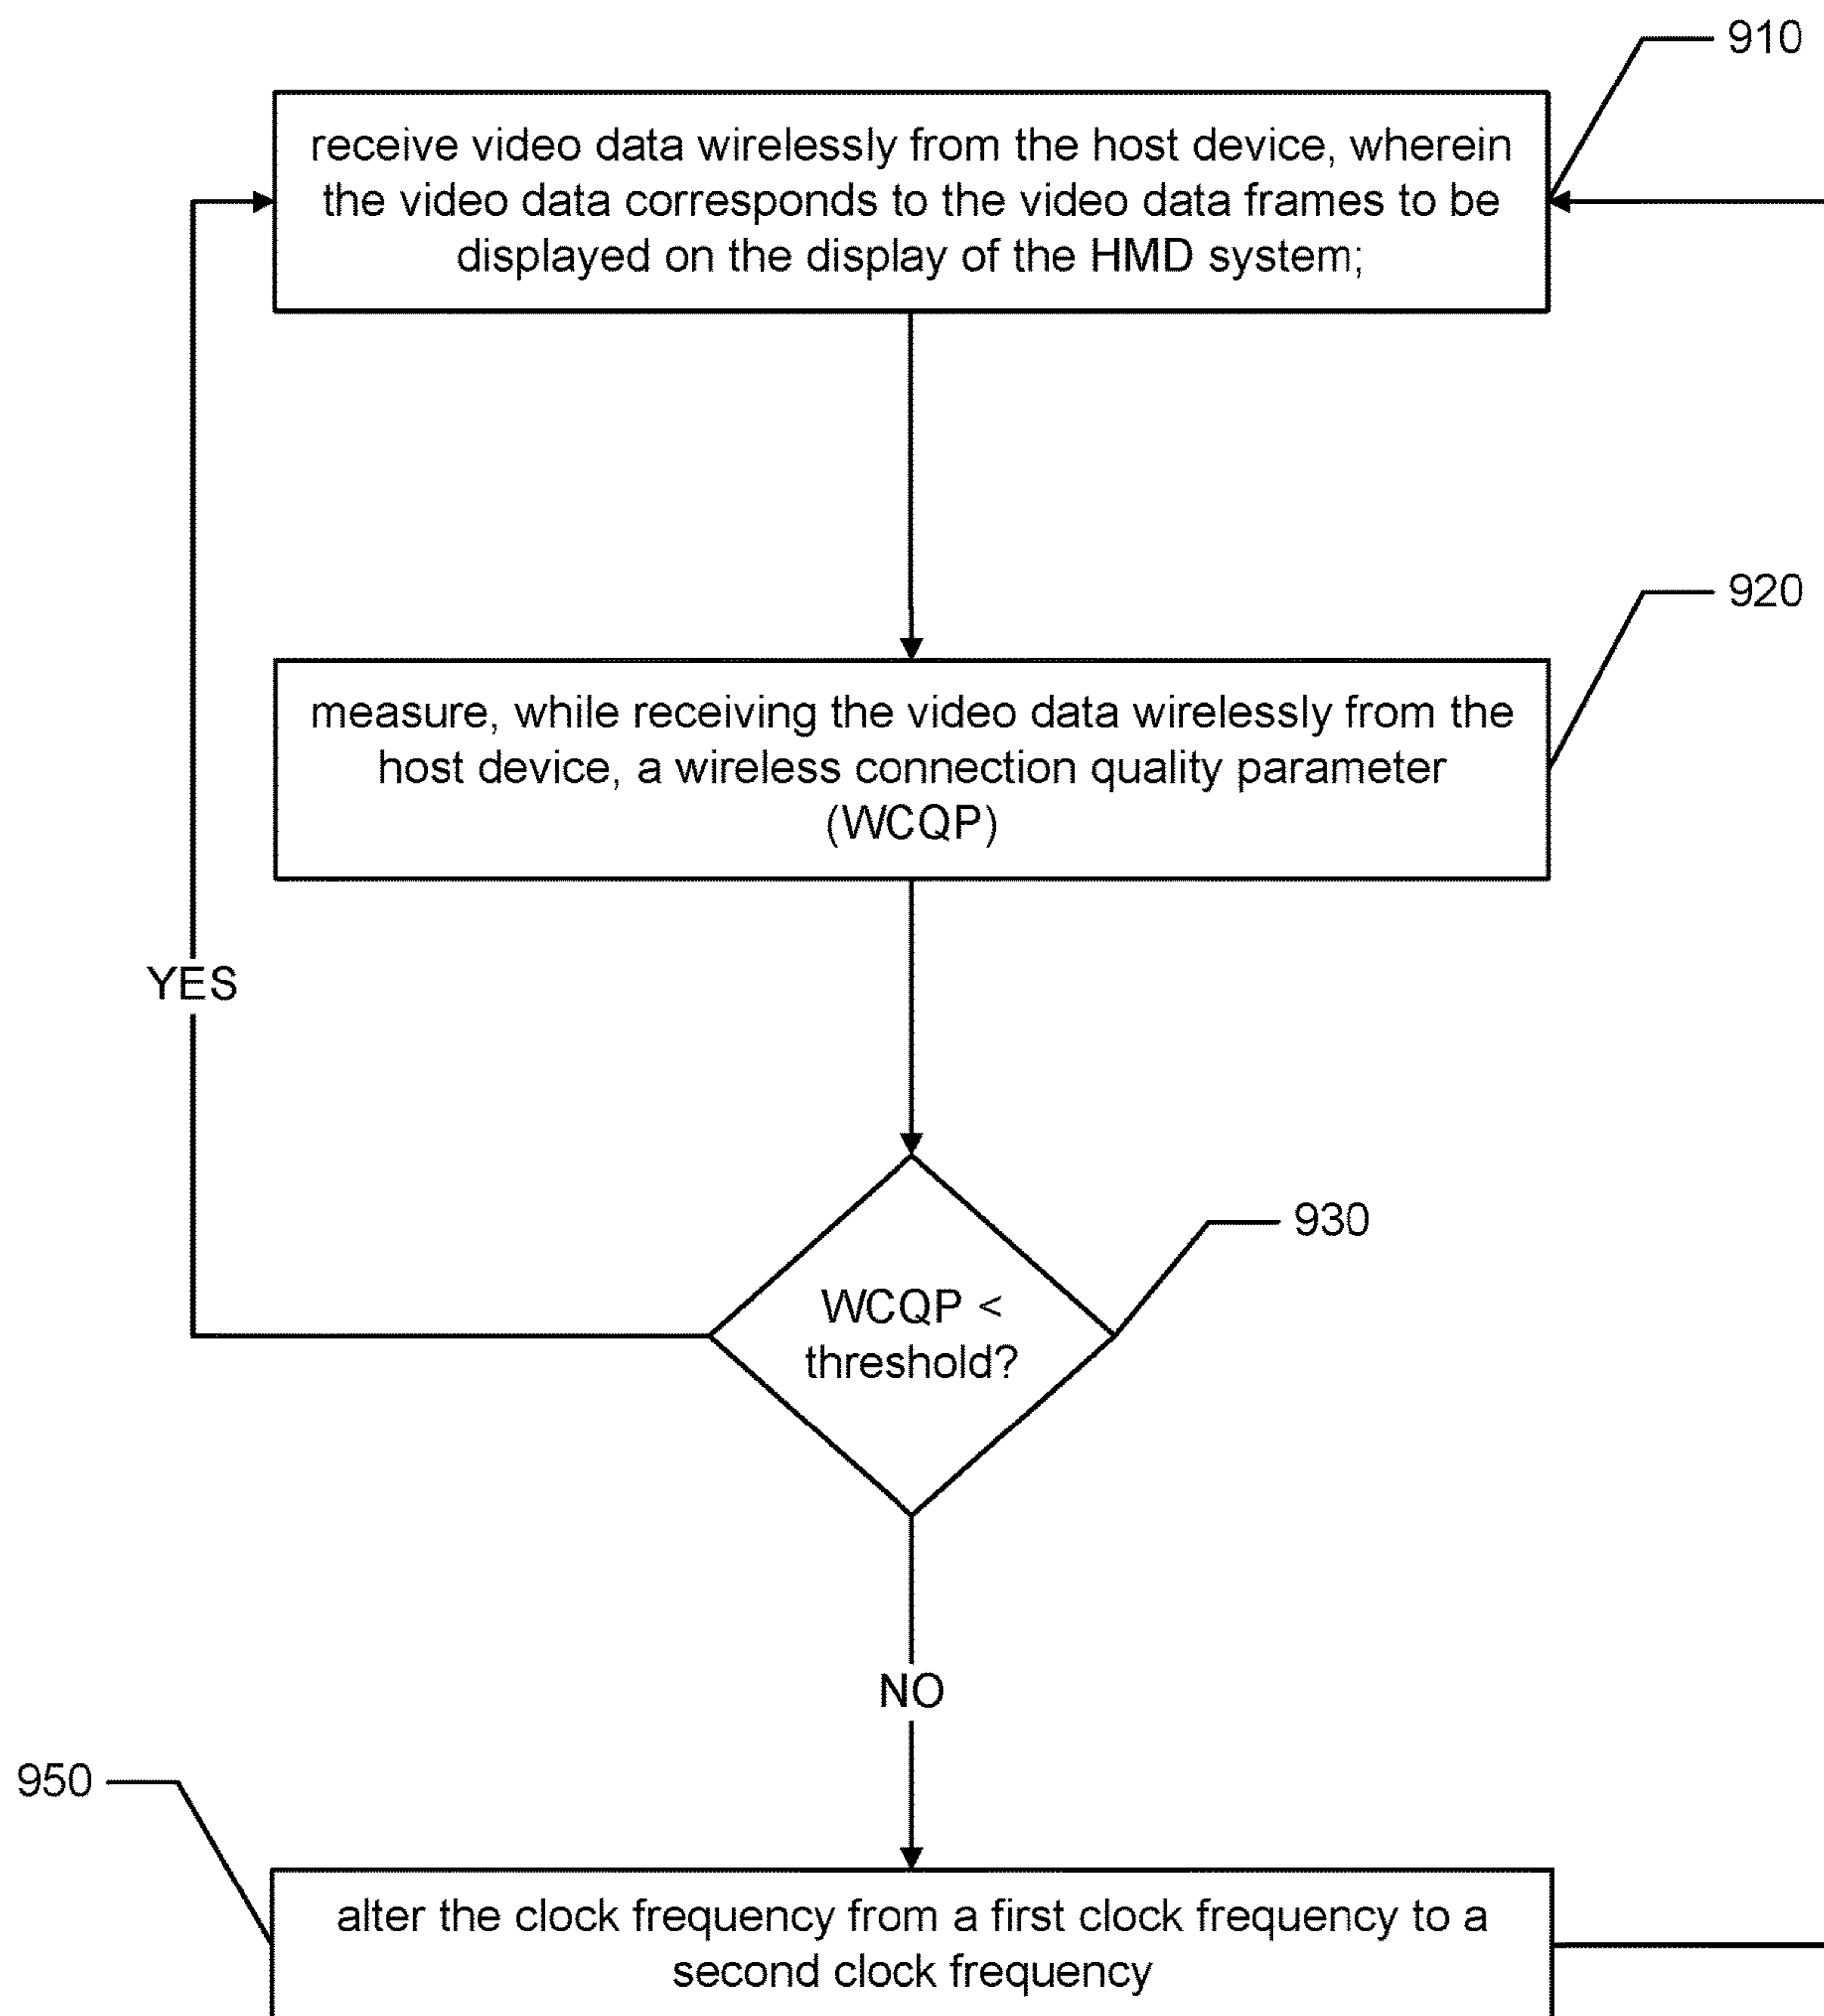 910
receive video data wirelessly from the host device, wherein
the video data corresponds to the video data frames to be
displayed on the display of the HMD system;
920
measure, while receiving the video data wirelessly from the
host device, a wireless connection quality parameter
(WCQP)
YES
930
WCQP <
threshold?
NO
950
alter the clock frequency from a first clock frequency to a
second clock frequency